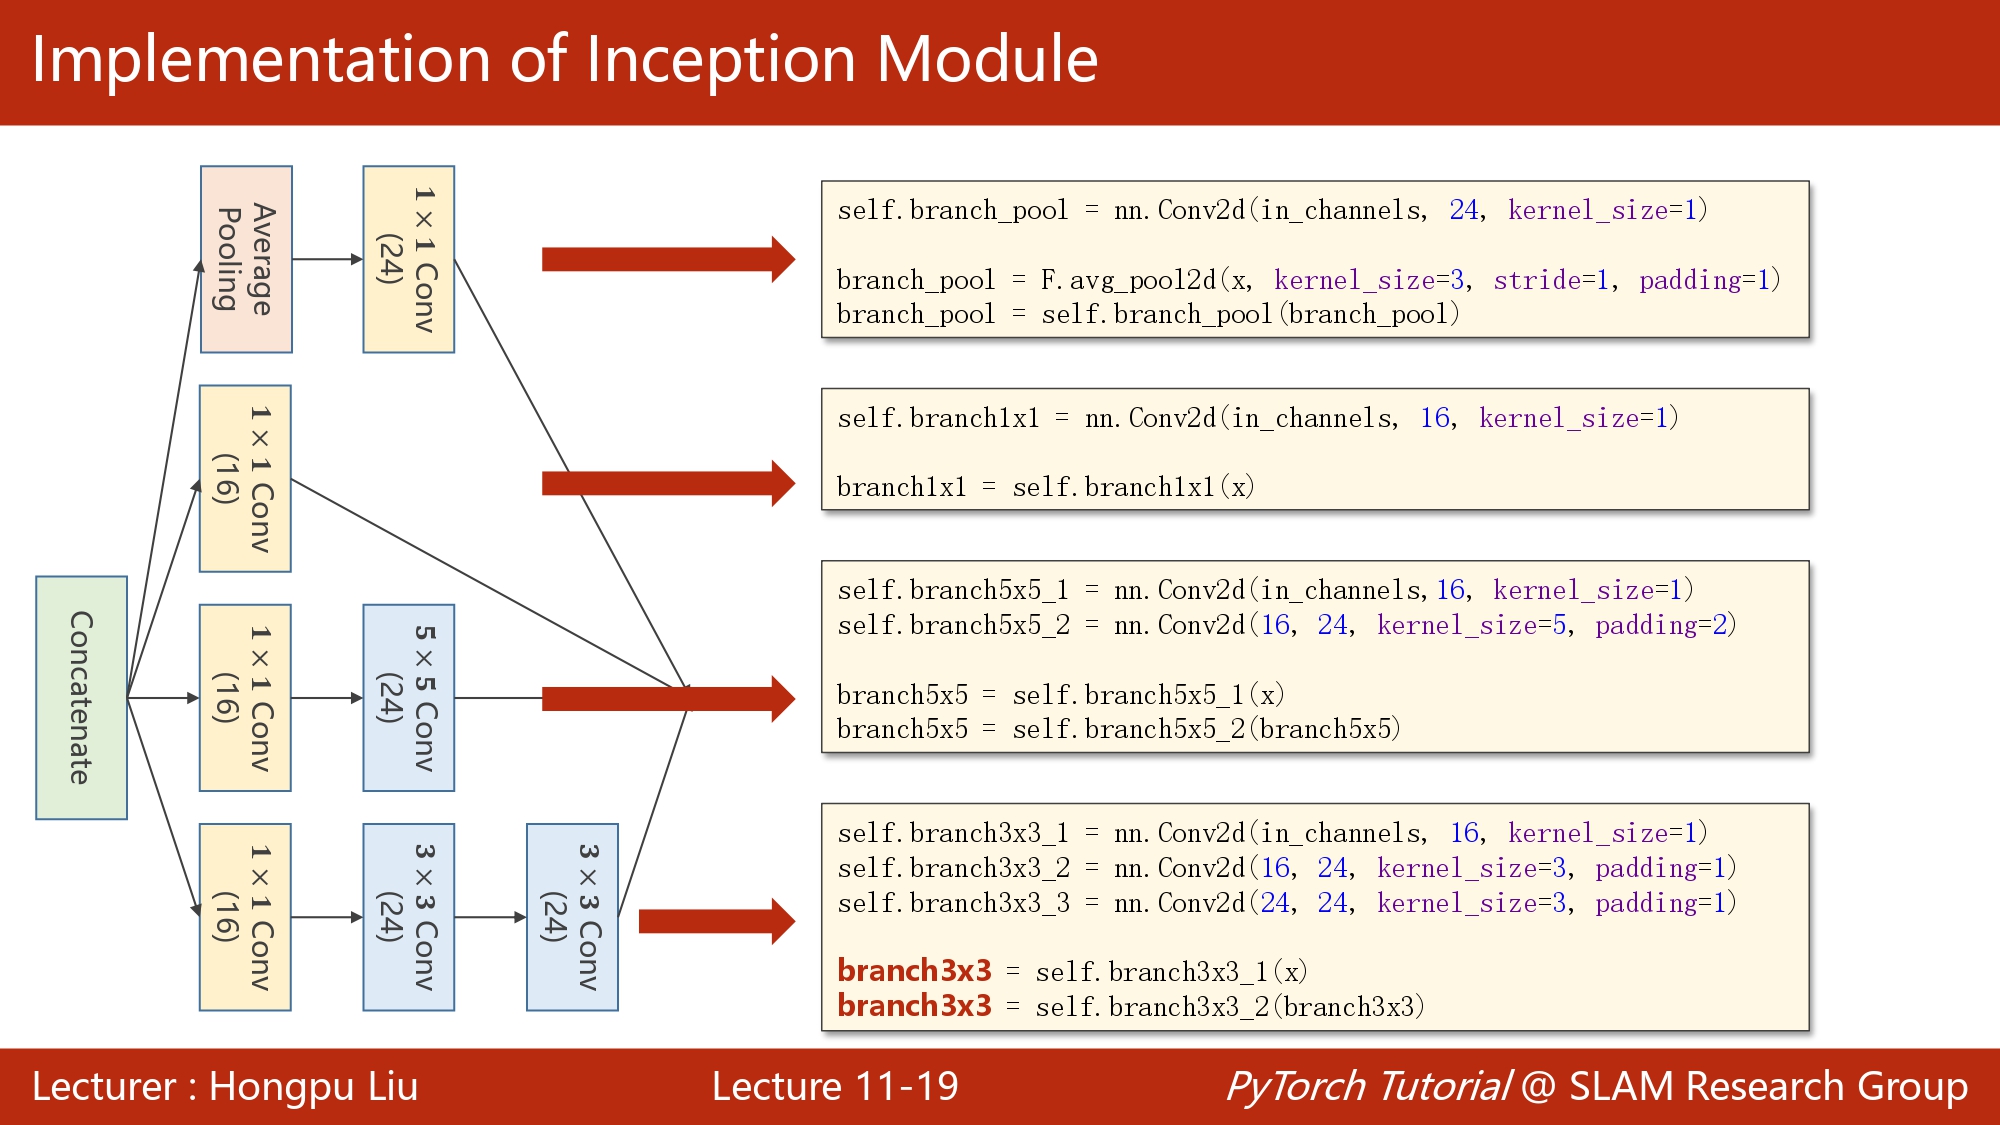 Implementation of Inception Module
Average
Pooling
1 × 1 Conv
(24)
1 × 1 Conv
(16)
Concatenate
1 × 1 Conv
(16)
5 × 5 Conv
(24)
1 × 1 Conv
(16)
3 × 3 Conv
(24)
3 × 3 Conv
(24)
self.branch_pool = nn.Conv2d(in_channels, 24, kernel_size=1)
branch_pool = F.avg_pool2d(x, kernel_size=3, stride=1, padding=1)
branch_pool = self.branch_pool(branch_pool)
self.branch1x1 = nn.Conv2d(in_channels, 16, kernel_size=1)
branch1x1 = self.branch1x1(x)
self.branch5x5_1 = nn.Conv2d(in_channels,16, kernel_size=1)
self.branch5x5_2 = nn.Conv2d(16, 24, kernel_size=5, padding=2)
branch5x5 = self.branch5x5_1(x)
branch5x5 = self.branch5x5_2(branch5x5)
self.branch3x3_1 = nn.Conv2d(in_channels, 16, kernel_size=1)
self.branch3x3_2 = nn.Conv2d(16, 24, kernel_size=3, padding=1)
self.branch3x3_3 = nn.Conv2d(24, 24, kernel_size=3, padding=1)
branch3x3 = self.branch3x3_1(x)
branch3x3 = self.branch3x3_2(branch3x3)
Lecturer : Hongpu Liu
Lecture 11-19
PyTorch Tutorial @ SLAM Research Group